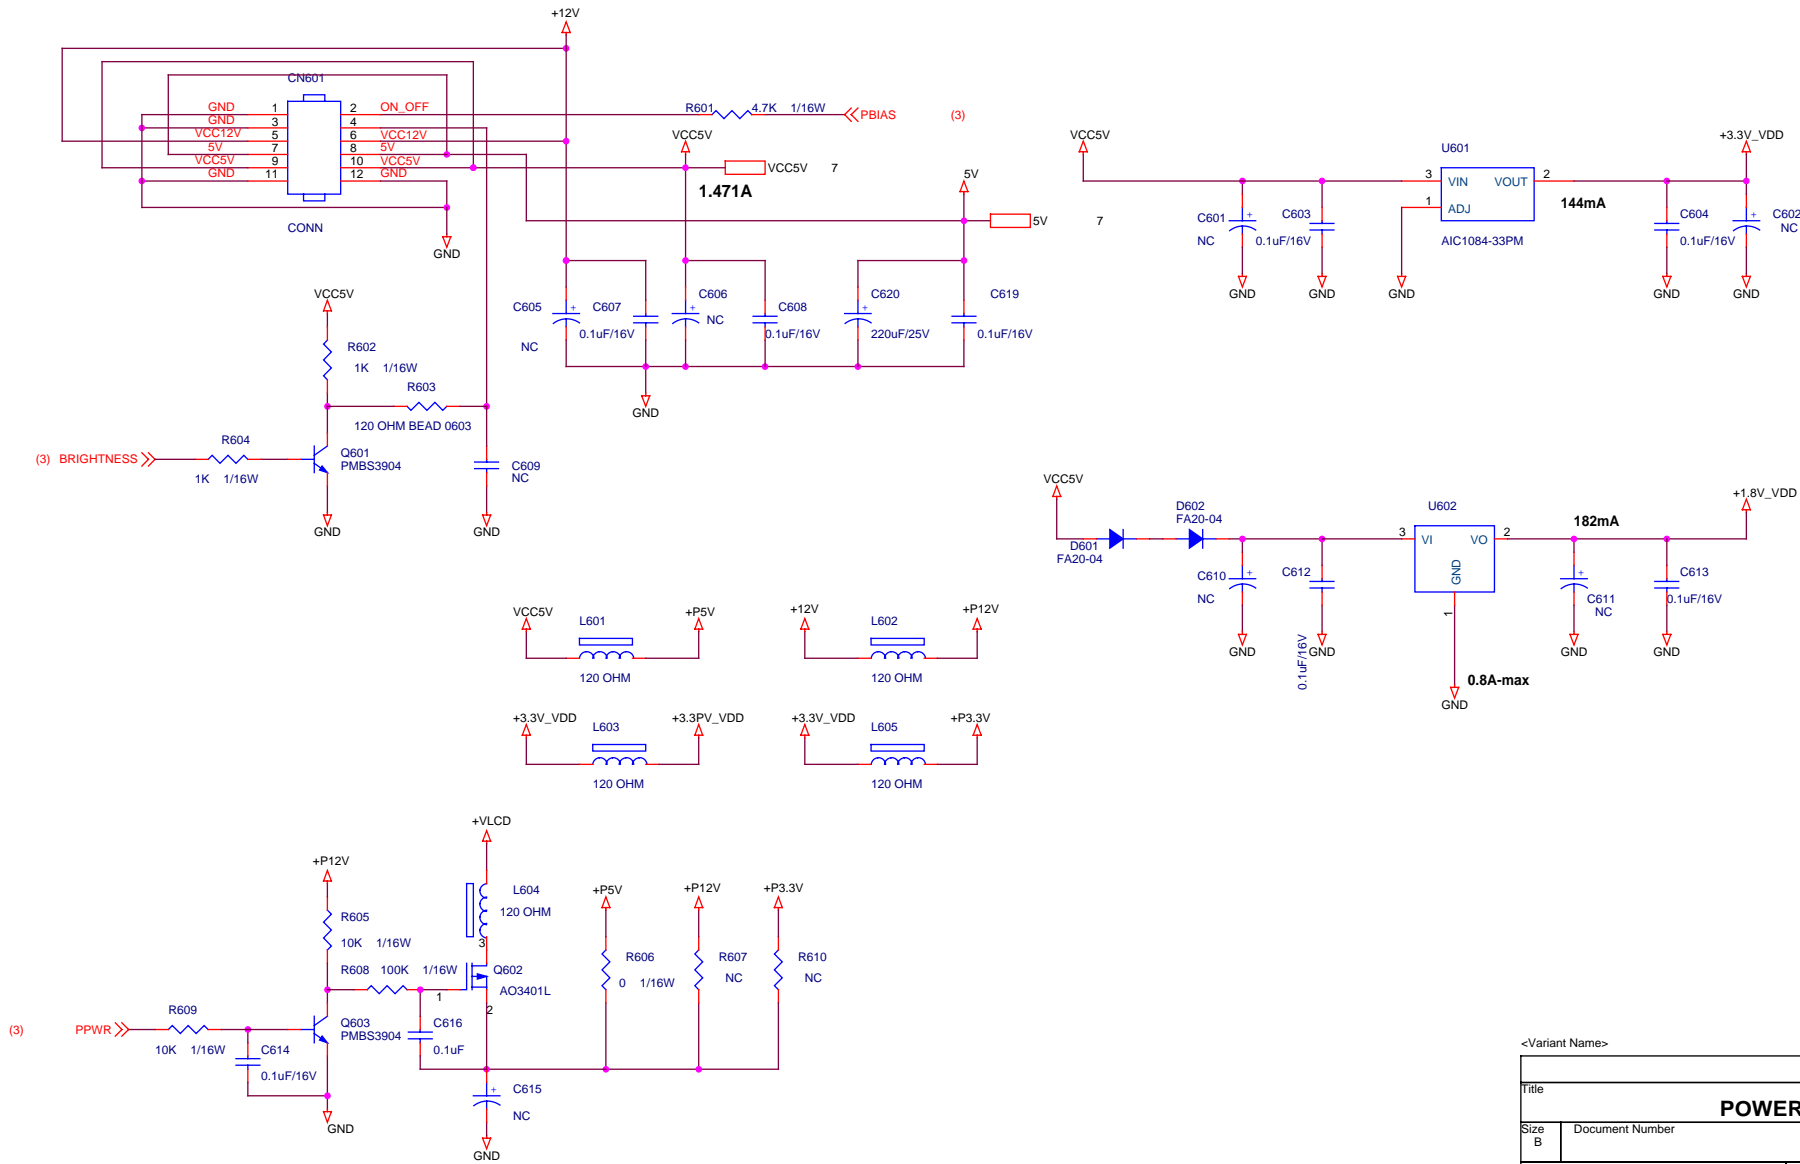 +12V
CN601
GND 1 2 ON_OFF
GND 3 4
VCC12V 5 6 VCC12V
5V 7 8 5V
VCC5V 9 10 VCC5V
GND 11 12 GND
CONN
GND
R601 4.7K 1/16W PBIAS (3)
VCC5V
VCC5V 7
1.471A
5V
5V 7
C605
NC
C607
0.1uF/16V
C606
NC
C608
0.1uF/16V
C620
220uF/25V
C619
0.1uF/16V
GND
VCC5V
U601
3 VIN VOUT 2
1 ADJ
AIC1084-33PM
144mA
+3.3V_VDD
C601
NC
C603
0.1uF/16V
C604
0.1uF/16V
C602
NC
GND GND GND GND GND
VCC5V
R602
1K 1/16W
R603
120 OHM BEAD 0603
(3) BRIGHTNESS
R604
1K 1/16W
Q601
PMBS3904
C609
NC
GND GND
VCC5V
D601
FA20-04
D602
FA20-04
C610
NC
C612
0.1uF/16V
U602
3 VI VO 2
GND
1
182mA
+1.8V_VDD
C611
NC
C613
0.1uF/16V
GND GND GND GND
0.8A-max
GND
VCC5V L601 +P5V
120 OHM
+12V L602 +P12V
120 OHM
+3.3V_VDD L603 +3.3PV_VDD
120 OHM
+3.3V_VDD L605 +P3.3V
120 OHM
+VLCD
+P12V
L604
120 OHM
R605
10K 1/16W
R608 100K 1/16W
3
Q602
AO3401L
1
2
+P5V
R606
0 1/16W
+P12V
R607
NC
+P3.3V
R610
NC
(3) PPWR
R609
10K 1/16W
C614
0.1uF/16V
Q603
PMBS3904
C616
0.1uF
C615
NC
GND
GND
<Variant Name>
Title
POWER
Size
B
Document Number